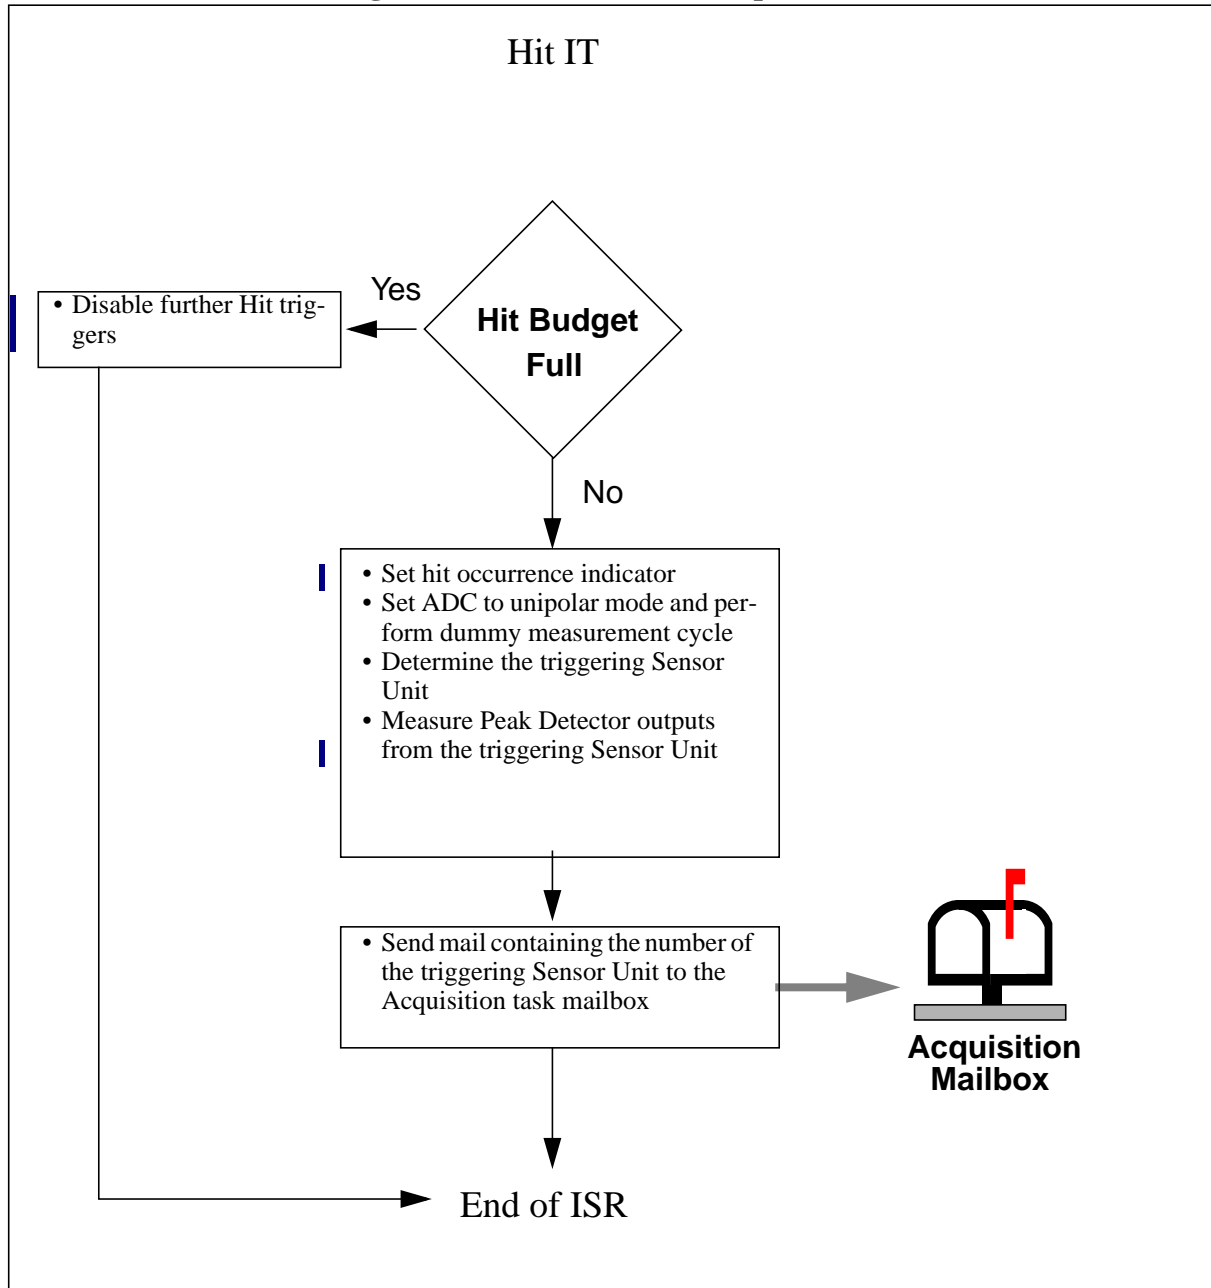 Hit IT
Yes
• Disable further Hit trig-
gers
Hit Budget
Full
No
• Set hit occurrence indicator
• Set ADC to unipolar mode and per-
form dummy measurement cycle
• Determine the triggering Sensor
Unit
• Measure Peak Detector outputs
from the triggering Sensor Unit
• Send mail containing the number of
the triggering Sensor Unit to the
Acquisition task mailbox
Acquisition
Mailbox
End of ISR